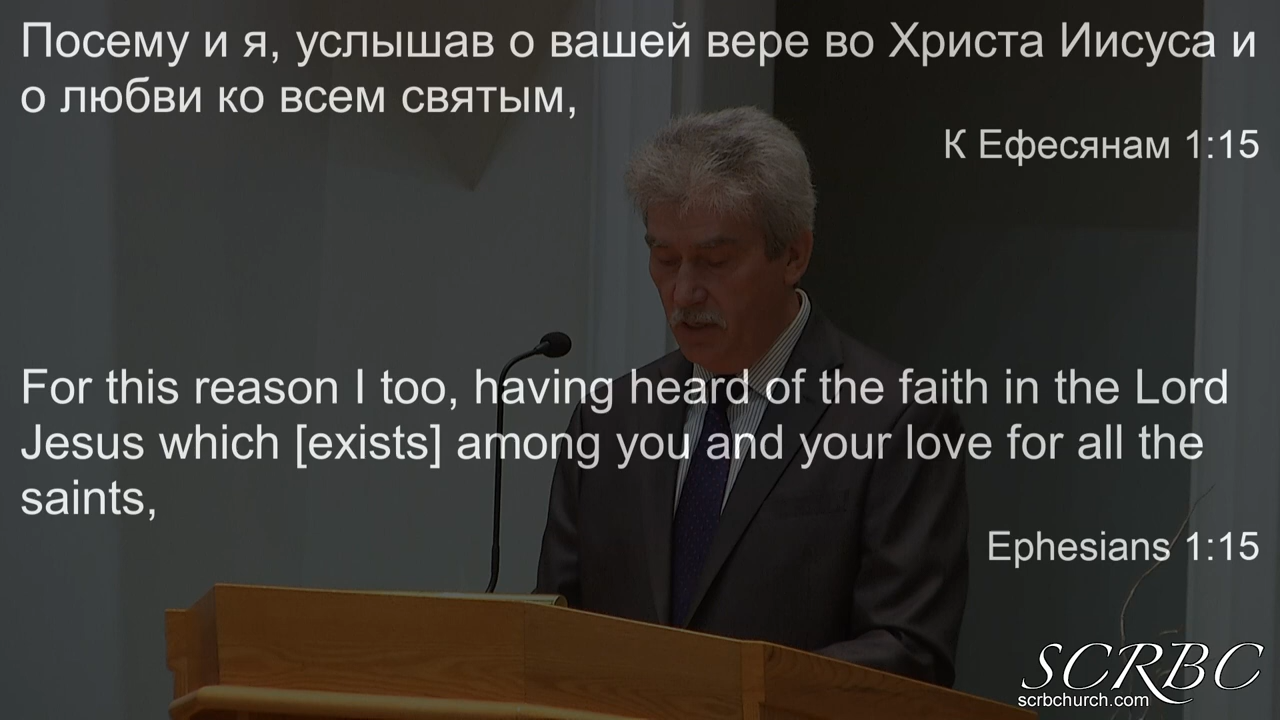 Посему и я, услышав о вашей вере во Христа Иисуса и
о любви ко всем святым,
К Ефесянам 1:15
For this reason I too, having heard of the faith in the Lord
Jesus which [exists] among you and your love for all the
saints,
Ephesians 1:15
SCRBC
scrbchurch.com